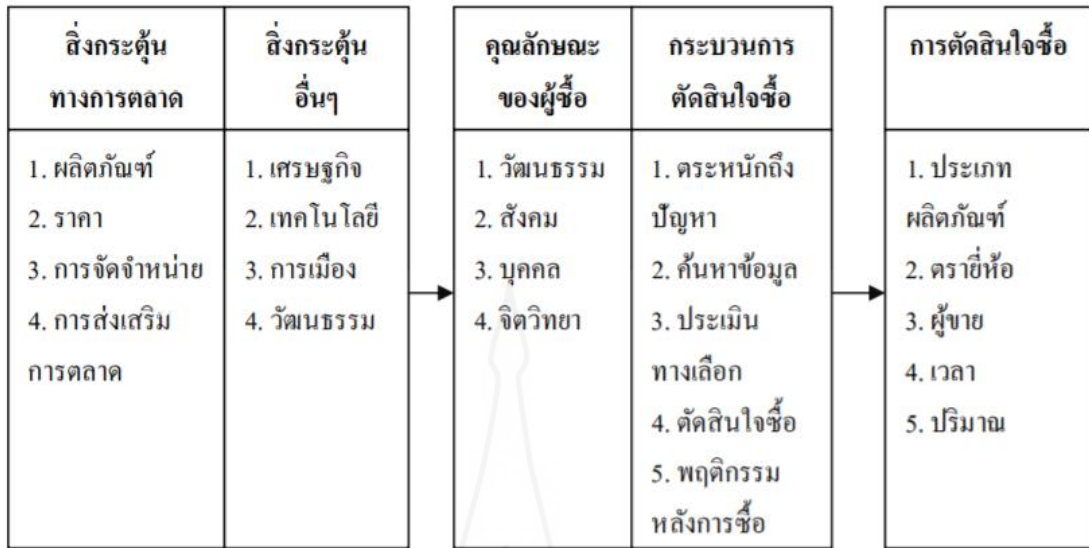 สิ่งกระตุ้น
ทางการตลาด
1. ผลิตภัณฑ์
2. ราคา
3. การจัดจำหน่าย
4. การส่งเสริม
การตลาด
สิ่งกระตุ้น
อื่นๆ
1. เศรษฐกิจ
2. เทคโนโลยี
3. การเมือง
4. วัฒนธรรม
คุณลักษณะ
ของผู้ซื้อ
1. วัฒนธรรม
2. สังคม
3. บุคคล
4. จิตวิทยา
กระบวนการ
ตัดสินใจซื้อ
1. ตระหนักถึง
ปัญหา
2. ค้นหาข้อมูล
3. ประเมิน
ทางเลือก
4. ตัดสินใจซื้อ
5. พฤติกรรม
หลังการซื้อ
การตัดสินใจซื้อ
1. ประเภท
ผลิตภัณฑ์
2. ตรายี่ห้อ
3. ผู้ขาย
4. เวลา
5. ปริมาณ